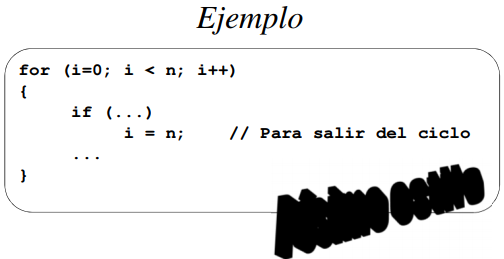 Ejemplo
for (i=0; i < n; i++)
{
if (...)
i = n; // Para salir del ciclo
...
}
Pésimo estilo